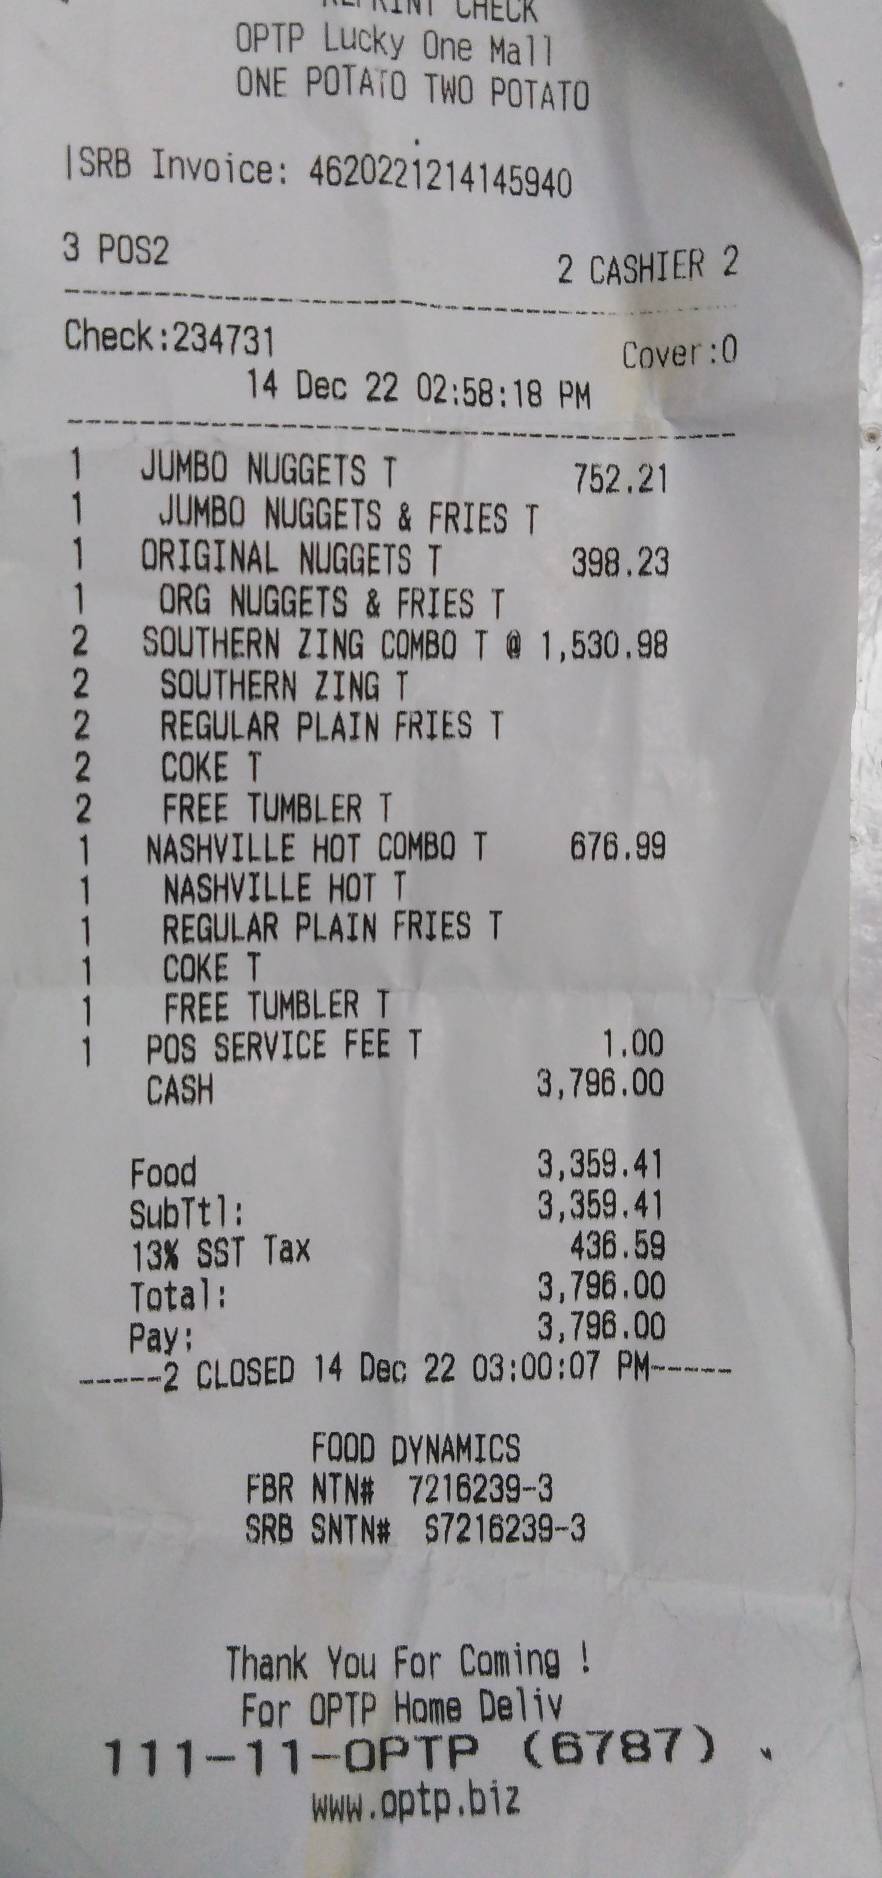 REPRINT CHECK
OPTP Lucky One Mall
ONE POTATO TWO POTATO
|SRB Invoice: 4620221214145940
3 POS2 2 CASHIER 2
--------------------------------
Check:234731 Cover:0
14 Dec 22 02:58:18 PM
--------------------------------
1 JUMBO NUGGETS T 752.21
1 JUMBO NUGGETS & FRIES T
1 ORIGINAL NUGGETS T 398.23
1 ORG NUGGETS & FRIES T
2 SOUTHERN ZING COMBO T @ 1,530.98
2 SOUTHERN ZING T
2 REGULAR PLAIN FRIES T
2 COKE T
2 FREE TUMBLER T
1 NASHVILLE HOT COMBO T 676.99
1 NASHVILLE HOT T
1 REGULAR PLAIN FRIES T
1 COKE T
1 FREE TUMBLER T
1 POS SERVICE FEE T 1.00
CASH 3,796.00
Food 3,359.41
SubTtl: 3,359.41
13% SST Tax 436.59
Total: 3,796.00
Pay: 3,796.00
-----2 CLOSED 14 Dec 22 03:00:07 PM-----
FOOD DYNAMICS
FBR NTN# 7216239-3
SRB SNTN# S7216239-3
Thank You For Coming !
For OPTP Home Deliv
111-11-OPTP (6787)
www.optp.biz